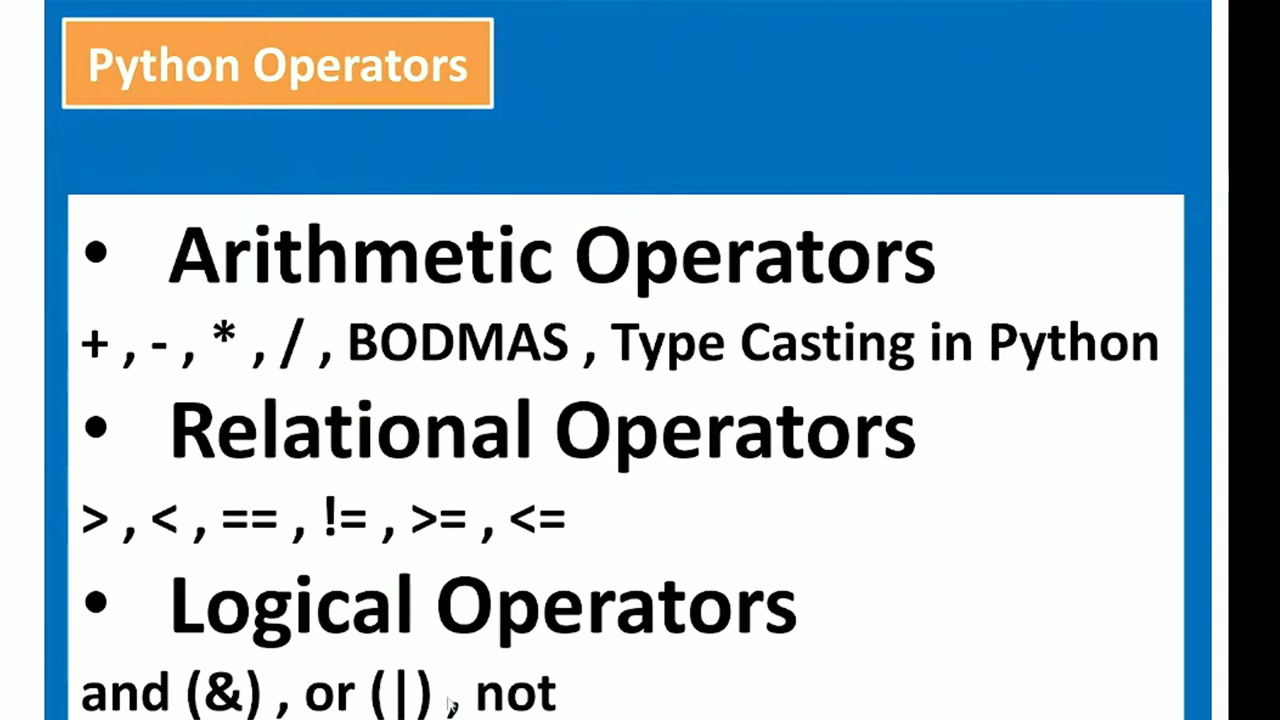 Python Operators
• Arithmetic Operators
+ , - , * , / , BODMAS , Type Casting in Python
• Relational Operators
> , < , == , != , >= , <=
• Logical Operators
and (&) , or (|) , not